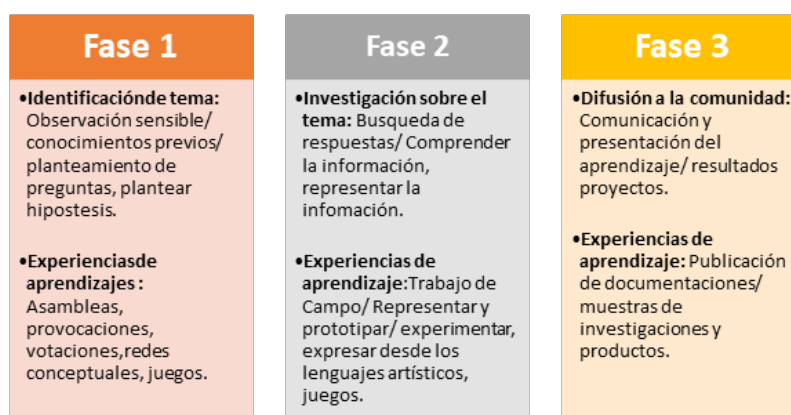 Fase 1
•Identificaciónde tema:
Observación sensible/
conocimientos previos/
planteamiento de
preguntas, plantear
hipostesis.
•Experienciasde
aprendizajes :
Asambleas,
provocaciones,
votaciones,redes
conceptuales, juegos.
Fase 2
•Investigación sobre el
tema: Busqueda de
respuestas/ Comprender
la información,
representar la
infomación.
•Experiencias de
aprendizaje:Trabajo de
Campo/ Representar y
prototipar/ experimentar,
expresar desde los
lenguajes artísticos,
juegos.
Fase 3
•Difusión a la comunidad:
Comunicación y
presentación del
aprendizaje/ resultados
proyectos.
•Experiencias de
aprendizaje: Publicación
de documentaciones/
muestras de
investigaciones y
productos.